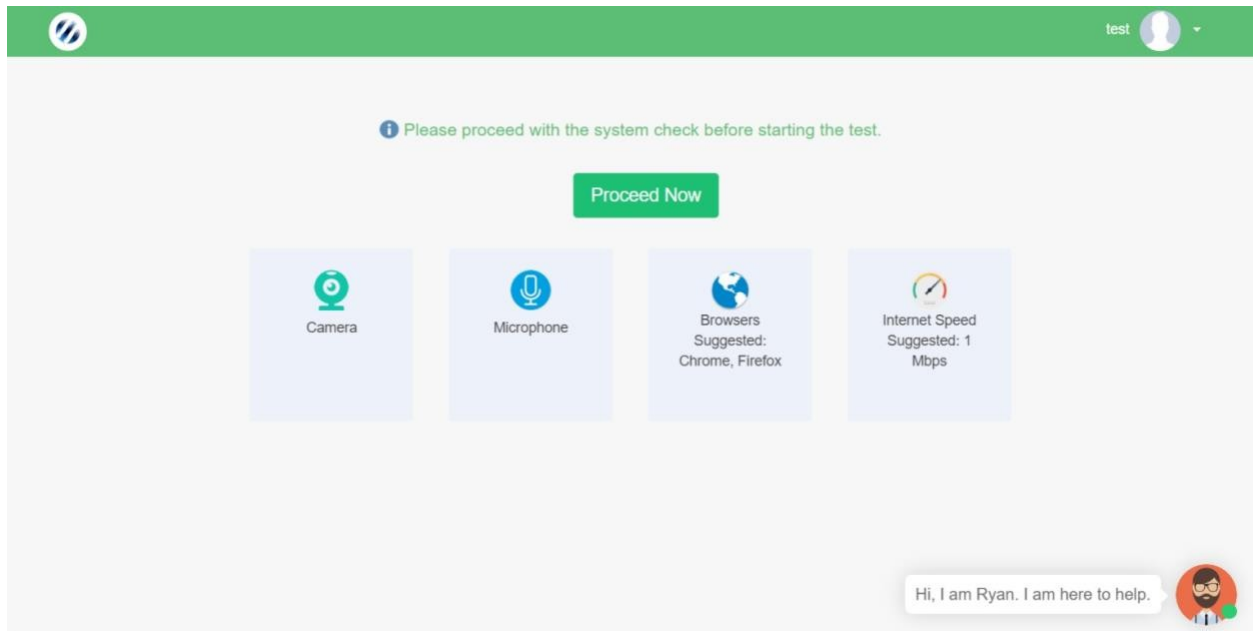 test
Please proceed with the system check before starting the test.
Proceed Now
Camera
Microphone
Browsers
Suggested:
Chrome, Firefox
Internet Speed
Suggested: 1
Mbps
Hi, I am Ryan. I am here to help.